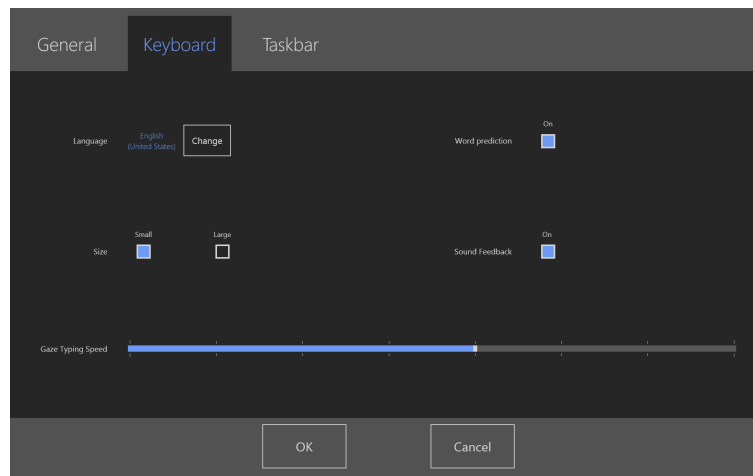 General
Keyboard
Taskbar
Language
English
(United States)
Change
Word prediction
On
Size
Small
Large
Sound Feedback
On
Gaze Typing Speed
OK
Cancel